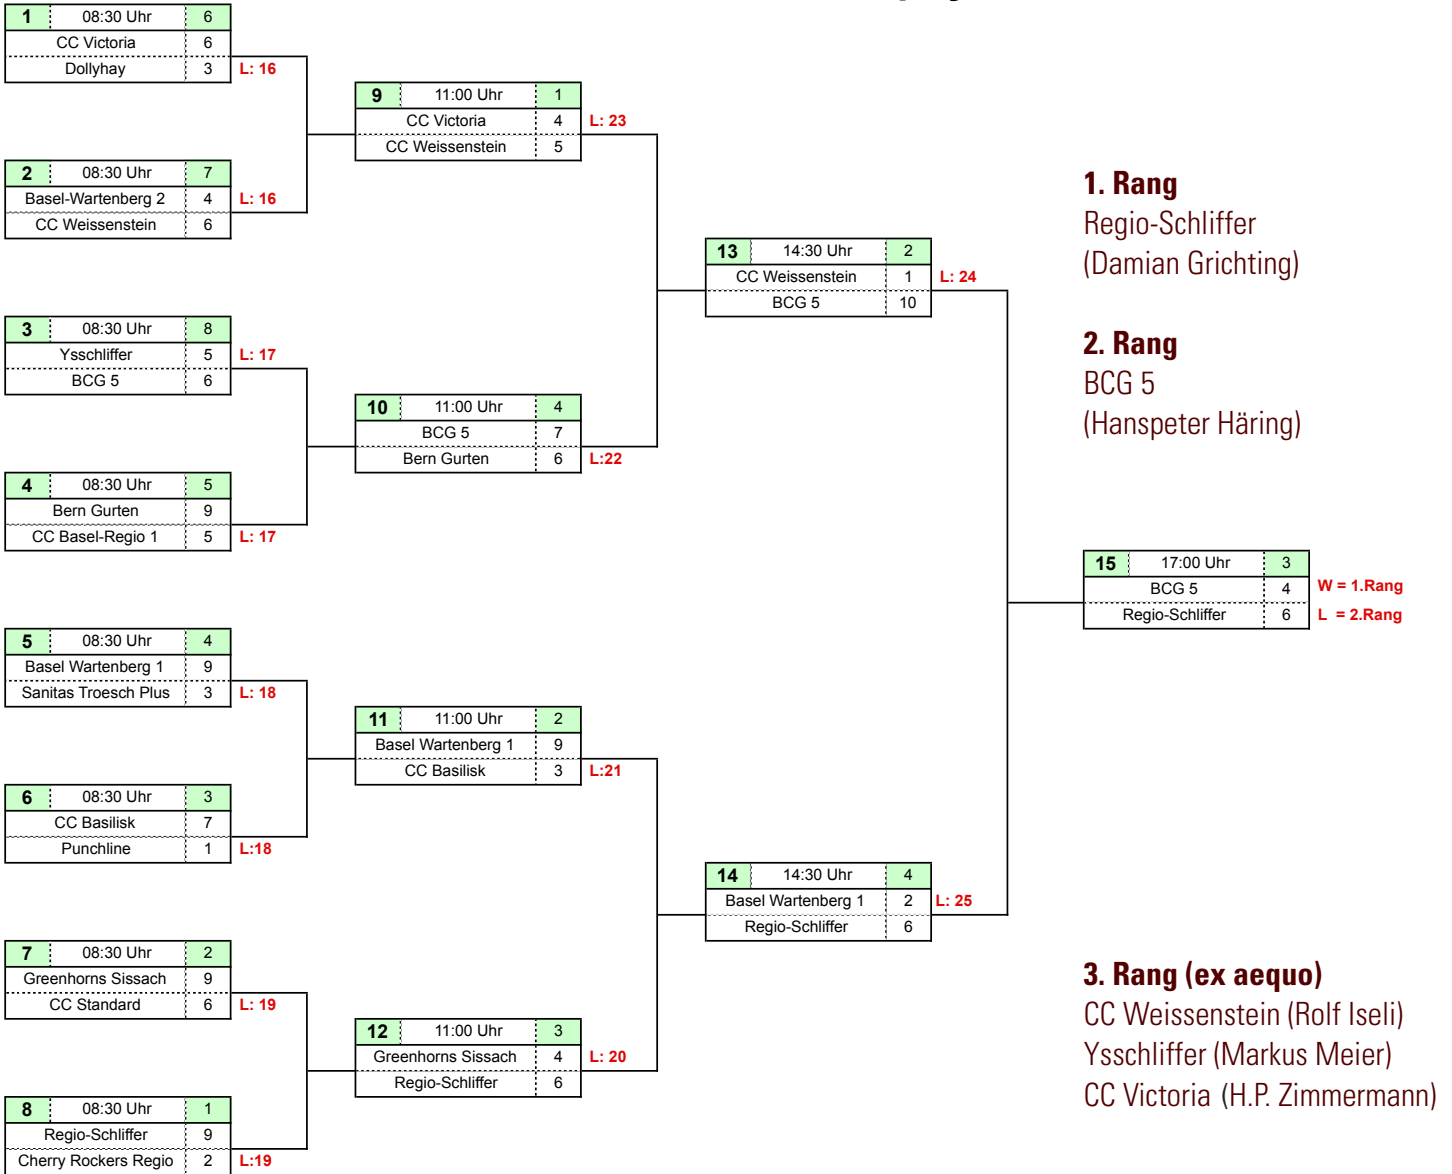 1 08:30 Uhr 6
CC Victoria 6
Dollyhay 3 L: 16
2 08:30 Uhr 7
Basel-Wartenberg 2 4 L: 16
CC Weissenstein 6
3 08:30 Uhr 8
Ysschliffer 5 L: 17
BCG 5 6
4 08:30 Uhr 5
Bern Gurten 9
CC Basel-Regio 1 5 L: 17
5 08:30 Uhr 4
Basel Wartenberg 1 9
Sanitas Troesch Plus 3 L: 18
6 08:30 Uhr 3
CC Basilisk 7
Punchline 1 L:18
7 08:30 Uhr 2
Greenhorns Sissach 9
CC Standard 6 L: 19
8 08:30 Uhr 1
Regio-Schliffer 9
Cherry Rockers Regio 2 L:19
9 11:00 Uhr 1
CC Victoria 4 L: 23
CC Weissenstein 5
10 11:00 Uhr 4
BCG 5 7
Bern Gurten 6 L:22
11 11:00 Uhr 2
Basel Wartenberg 1 9
CC Basilisk 3 L:21
12 11:00 Uhr 3
Greenhorns Sissach 4 L: 20
Regio-Schliffer 6
13 14:30 Uhr 2
CC Weissenstein 1 L: 24
BCG 5 10
14 14:30 Uhr 4
Basel Wartenberg 1 2 L: 25
Regio-Schliffer 6
15 17:00 Uhr 3
BCG 5 4 W = 1.Rang
Regio-Schliffer 6 L = 2.Rang
1. Rang
Regio-Schliffer
(Damian Grichting)
2. Rang
BCG 5
(Hanspeter Häring)
3. Rang (ex aequo)
CC Weissenstein (Rolf Iseli)
Ysschliffer (Markus Meier)
CC Victoria (H.P. Zimmermann)